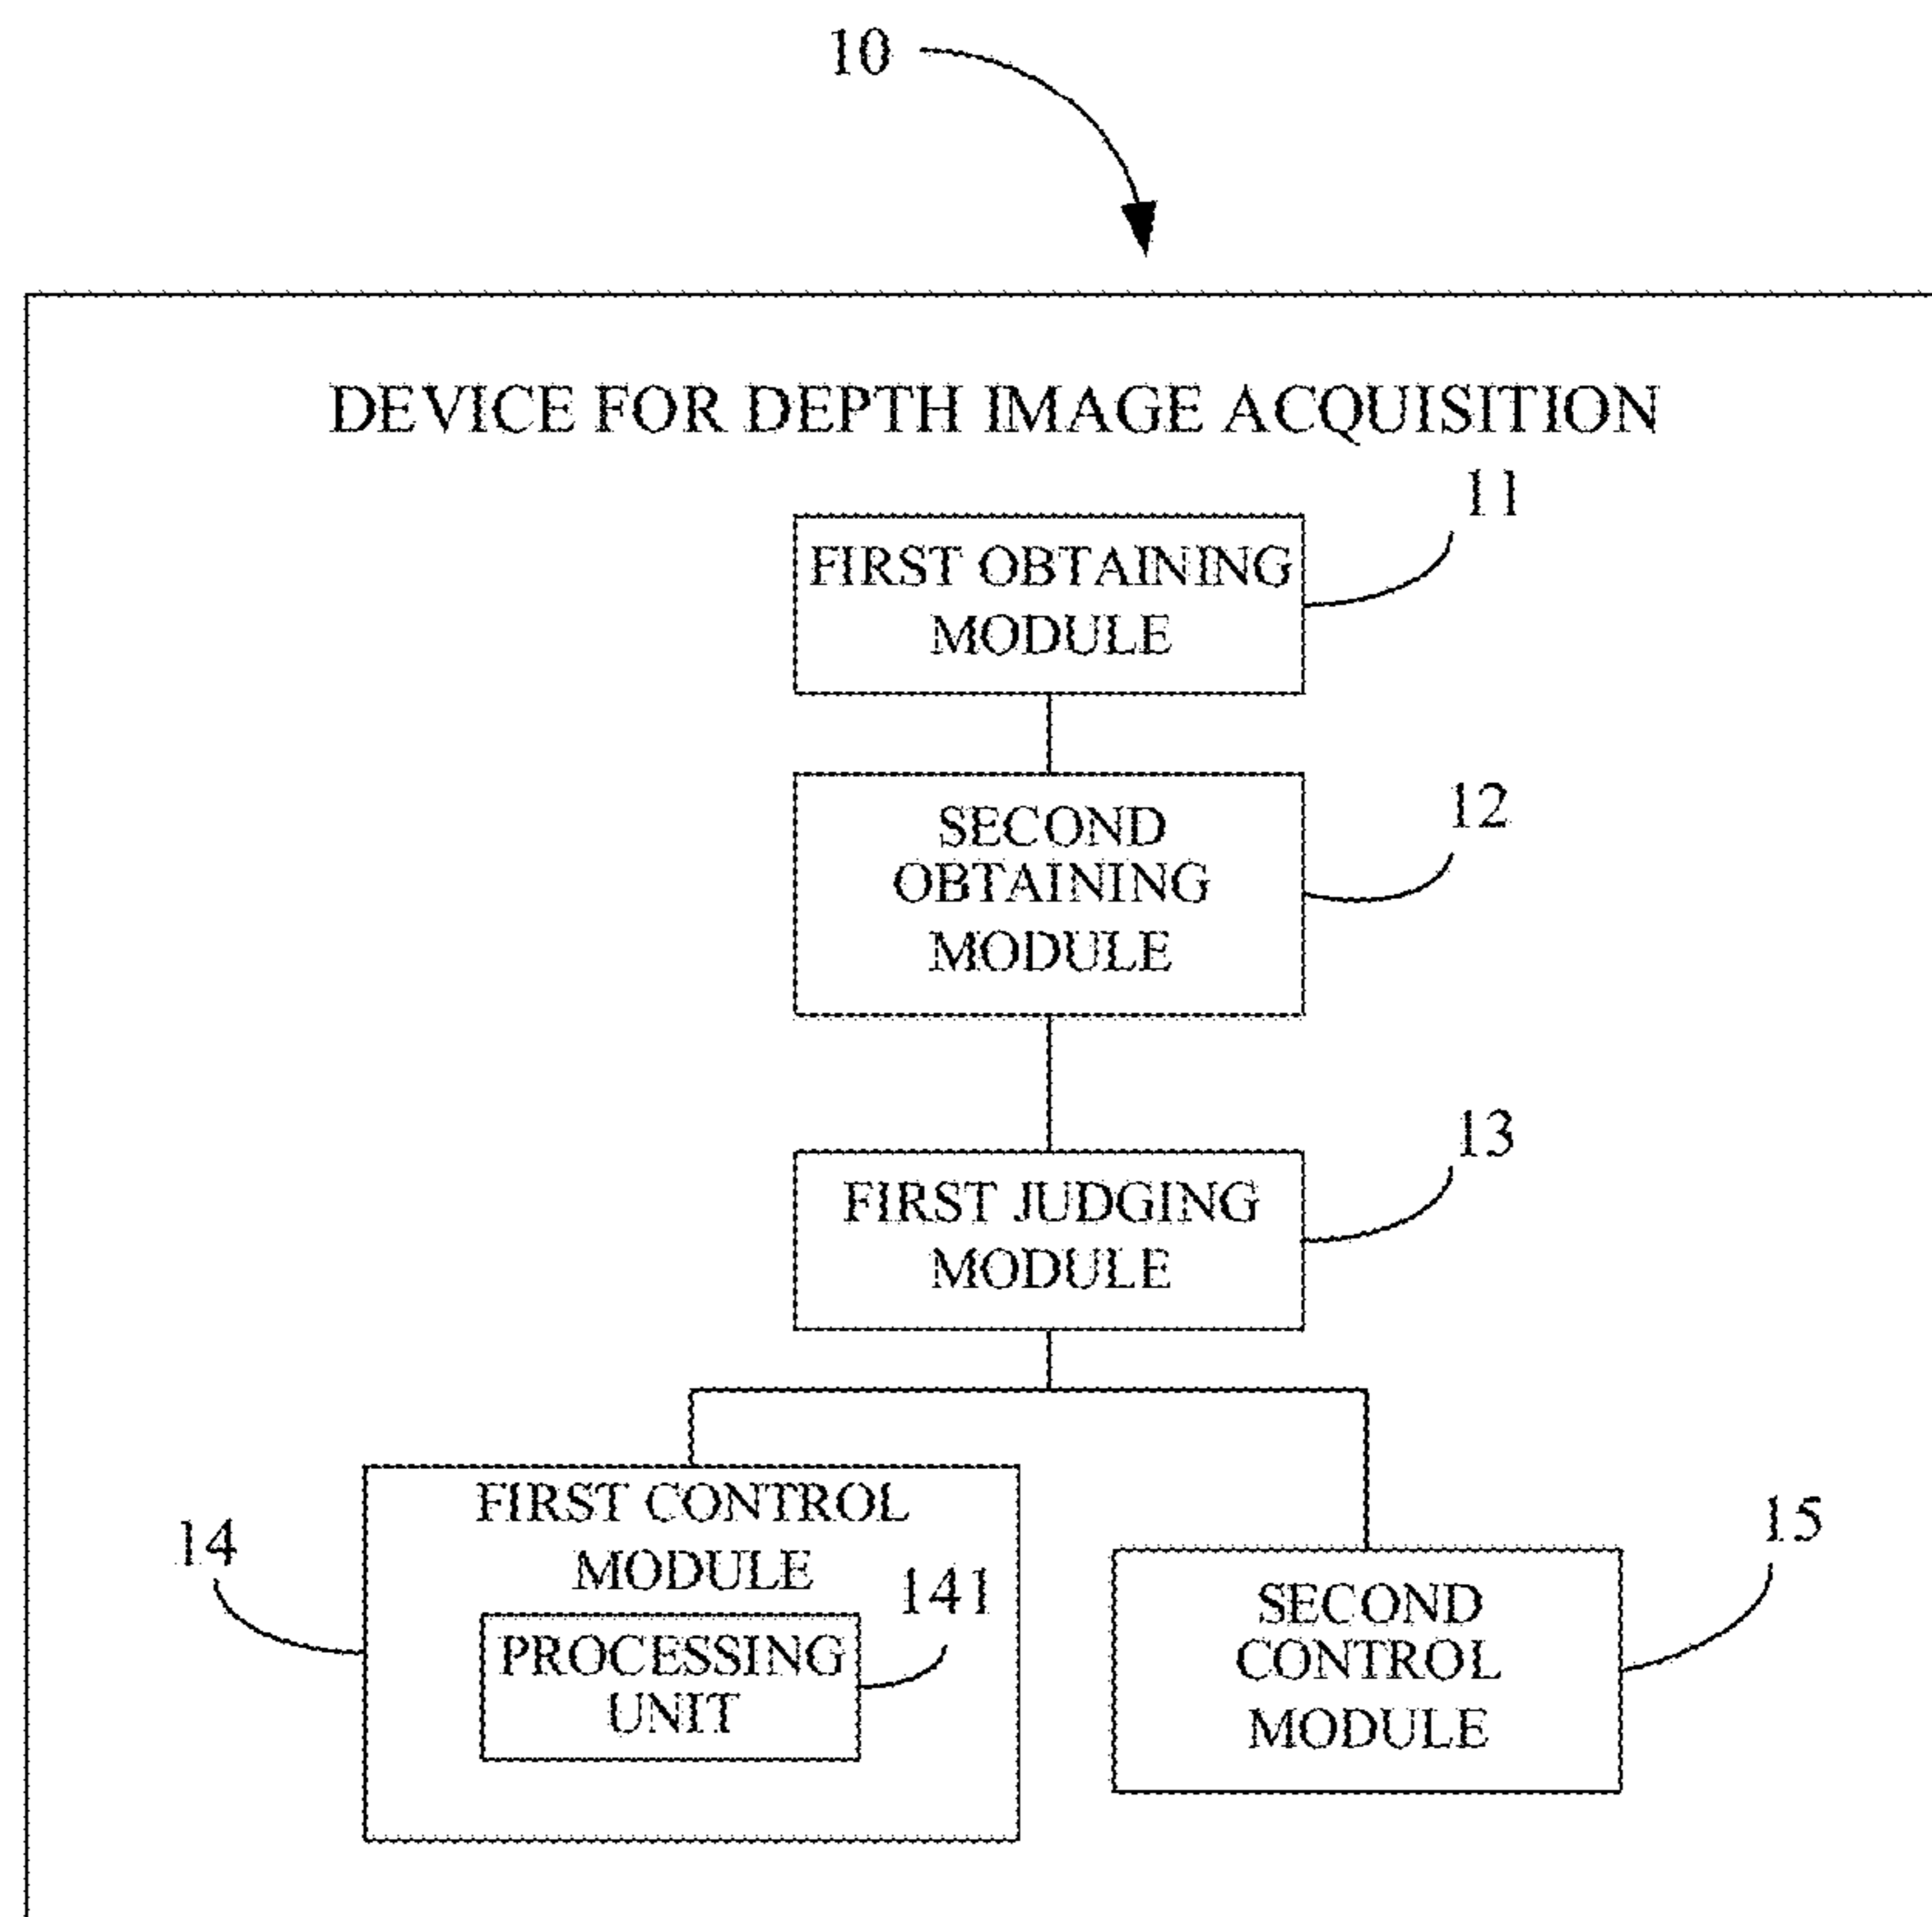 10
DEVICE FOR DEPTH IMAGE ACQUISITION
11
FIRST OBTAINING
MODULE
12
SECOND
OBTAINING
MODULE
13
FIRST JUDGING
MODULE
14
FIRST CONTROL
MODULE
141
PROCESSING
UNIT
15
SECOND
CONTROL
MODULE